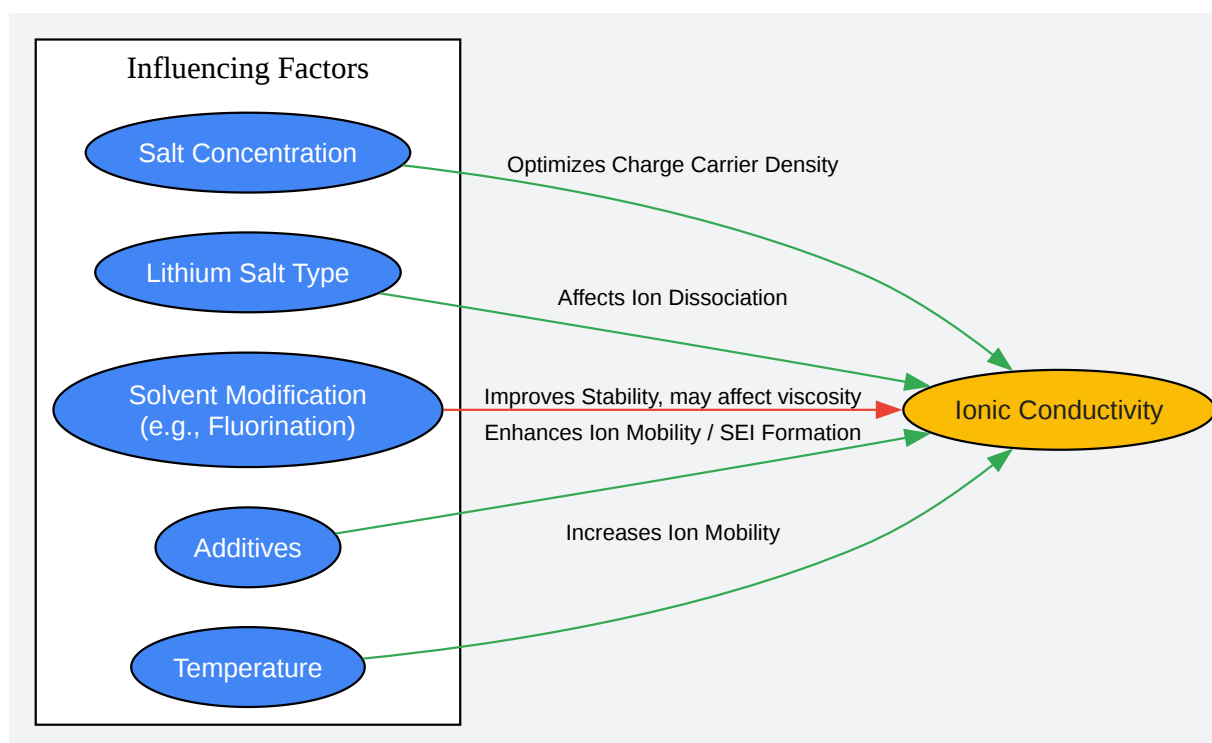 Influencing Factors
Salt Concentration
Optimizes Charge Carrier Density
Lithium Salt Type
Affects Ion Dissociation
Solvent Modification
(e.g., Fluorination)
Improves Stability, may affect viscosity
Ionic Conductivity
Enhances Ion Mobility / SEI Formation
Additives
Increases Ion Mobility
Temperature